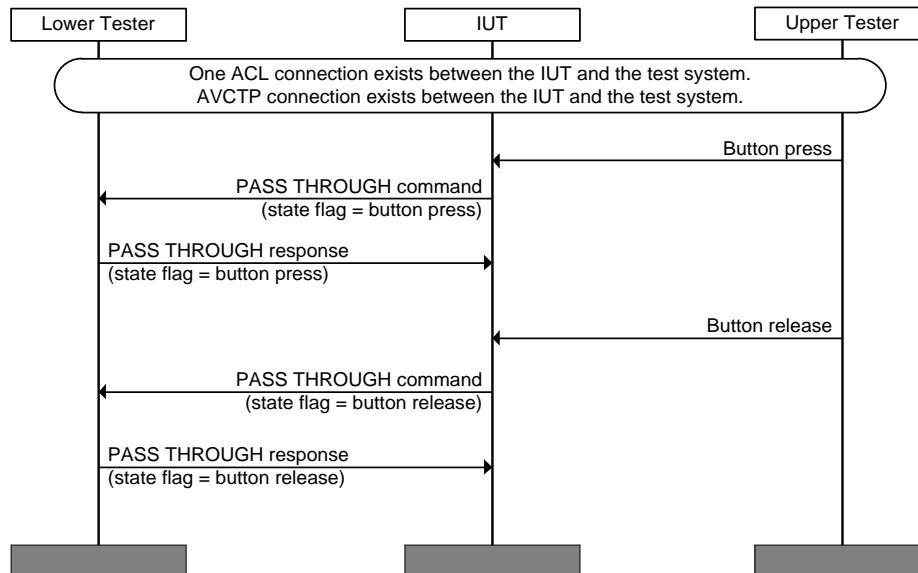 Lower Tester
IUT
Upper Tester
One ACL connection exists between the IUT and the test system.
AVCTP connection exists between the IUT and the test system.
Button press
PASS THROUGH command
(state flag = button press)
PASS THROUGH response
(state flag = button press)
Button release
PASS THROUGH command
(state flag = button release)
PASS THROUGH response
(state flag = button release)